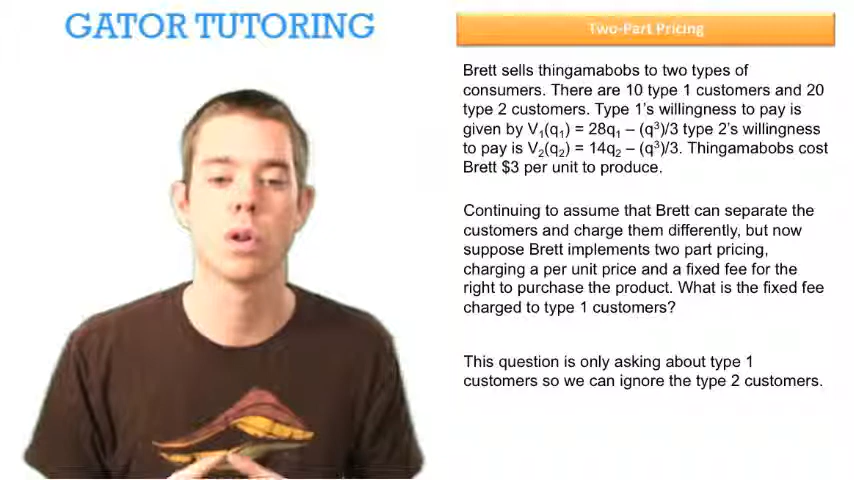 GATOR TUTORING
Two-Part Pricing
Brett sells thingamabobs to two types of
consumers. There are 10 type 1 customers and 20
type 2 customers. Type 1's willingness to pay is
given by V₁(q₁) = 28q₁ – (q³)/3 type 2's willingness
to pay is V₂(q₂) = 14q₂ – (q³)/3. Thingamabobs cost
Brett $3 per unit to produce.
Continuing to assume that Brett can separate the
customers and charge them differently, but now
suppose Brett implements two part pricing,
charging a per unit price and a fixed fee for the
right to purchase the product. What is the fixed fee
charged to type 1 customers?
This question is only asking about type 1
customers so we can ignore the type 2 customers.